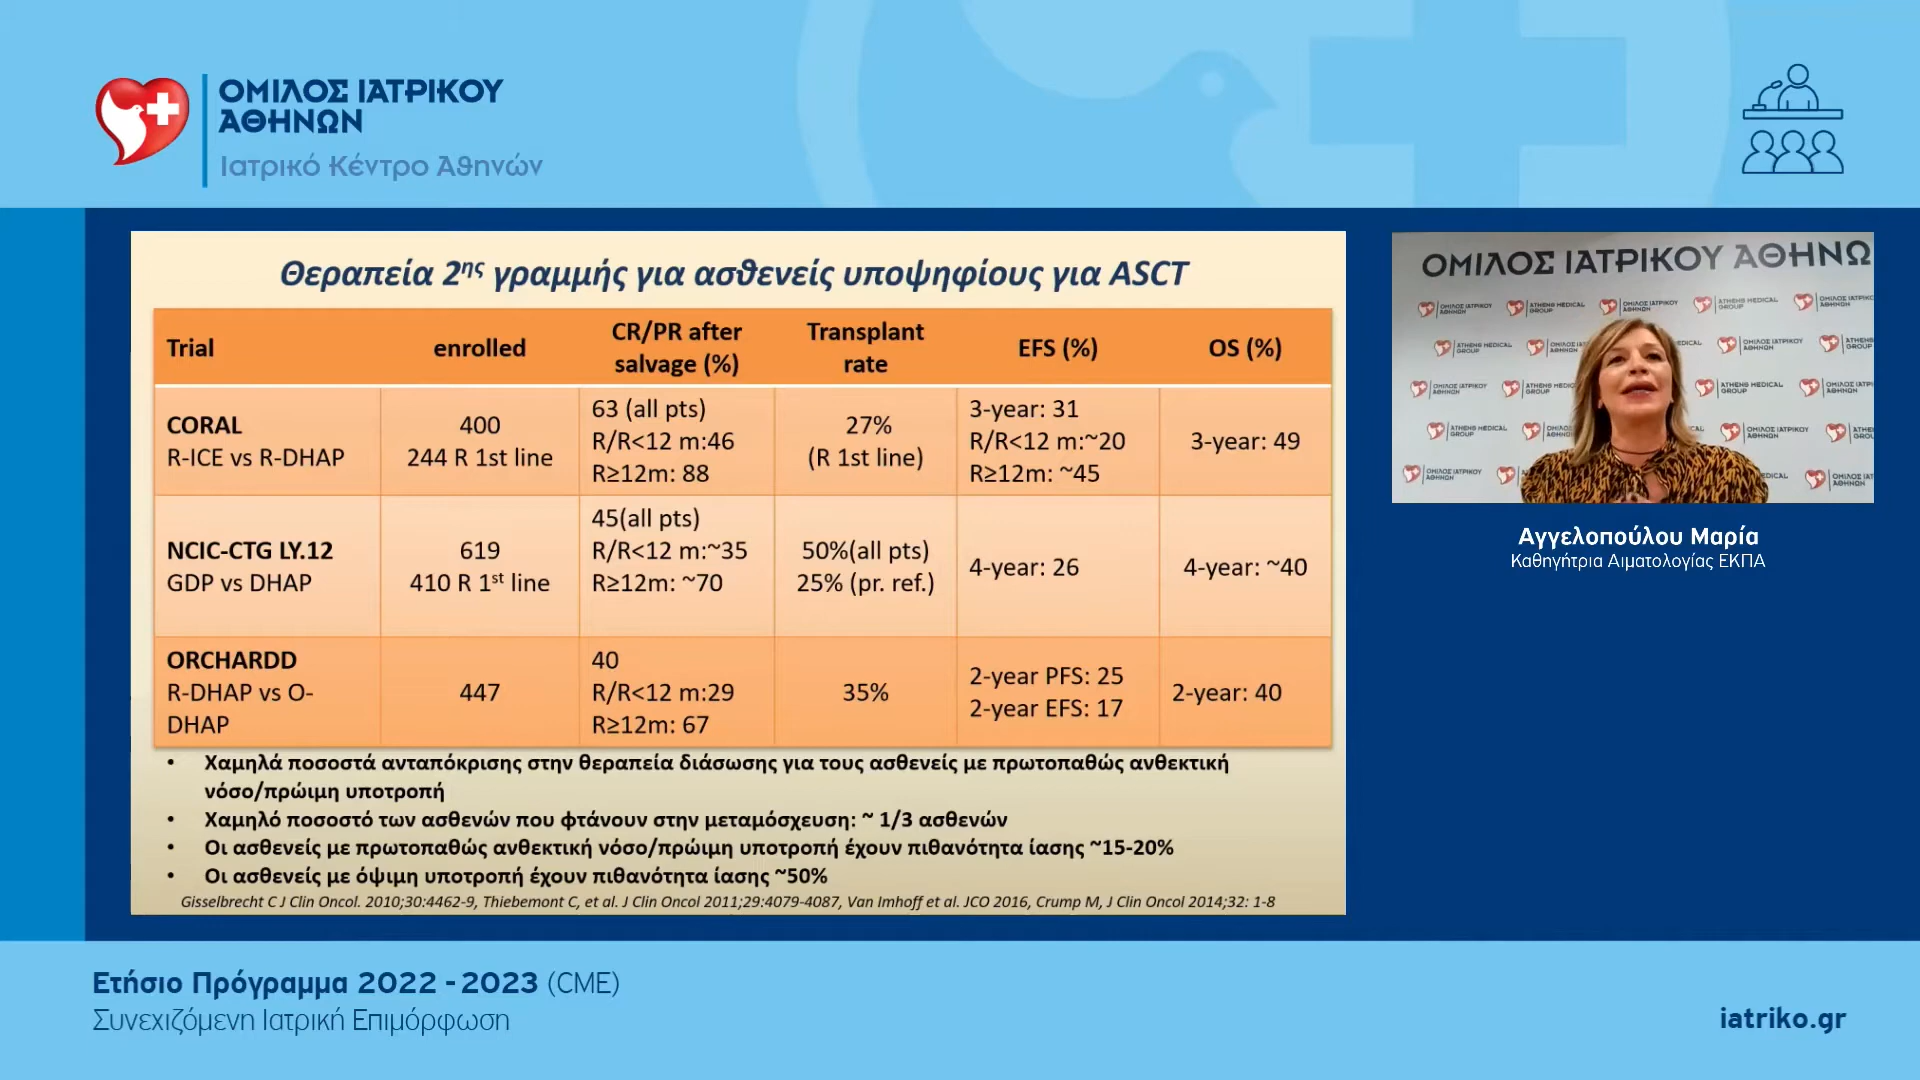 ΟΜΙΛΟΣ ΙΑΤΡΙΚΟΥ
ΑΘΗΝΩΝ
Ιατρικό Κέντρο Αθηνών
Θεραπεία 2ης γραμμής για ασθενείς υποψηφίους για ASCT
Trial enrolled CR/PR after salvage (%) Transplant rate EFS (%) OS (%)
CORAL
R-ICE vs R-DHAP
400
244 R 1st line
63 (all pts)
R/R<12 m:46
R≥12m: 88
27%
(R 1st line)
3-year: 31
R/R<12 m:~20
R≥12m: ~45
3-year: 49
NCIC-CTG LY.12
GDP vs DHAP
619
410 R 1st line
45(all pts)
R/R<12 m:~35
R≥12m: ~70
50%(all pts)
25% (pr. ref.)
4-year: 26
4-year: ~40
ORCHARDD
R-DHAP vs O-
DHAP
447
40
R/R<12 m:29
R≥12m: 67
35%
2-year PFS: 25
2-year EFS: 17
2-year: 40
• Χαμηλά ποσοστά ανταπόκρισης στην θεραπεία διάσωσης για τους ασθενείς με πρωτοπαθώς ανθεκτική
νόσο/πρώιμη υποτροπή
• Χαμηλό ποσοστό των ασθενών που φτάνουν στην μεταμόσχευση: ~ 1/3 ασθενών
• Οι ασθενείς με πρωτοπαθώς ανθεκτική νόσο/πρώιμη υποτροπή έχουν πιθανότητα ίασης ~15-20%
• Οι ασθενείς με όψιμη υποτροπή έχουν πιθανότητα ίασης ~50%
Gisselbrecht C J Clin Oncol. 2010;30:4462-9, Thiebemont C, et al. J Clin Oncol 2011;29:4079-4087, Van Imhoff et al. JCO 2016, Crump M, J Clin Oncol 2014;32: 1-8
ΟΜΙΛΟΣ ΙΑΤΡΙΚΟΥ ΑΘΗΝΩ
Αγγελοπούλου Μαρία
Καθηγήτρια Αιματολογίας ΕΚΠΑ
Ετήσιο Πρόγραμμα 2022 - 2023 (CME)
Συνεχιζόμενη Ιατρική Επιμόρφωση
iatriko.gr